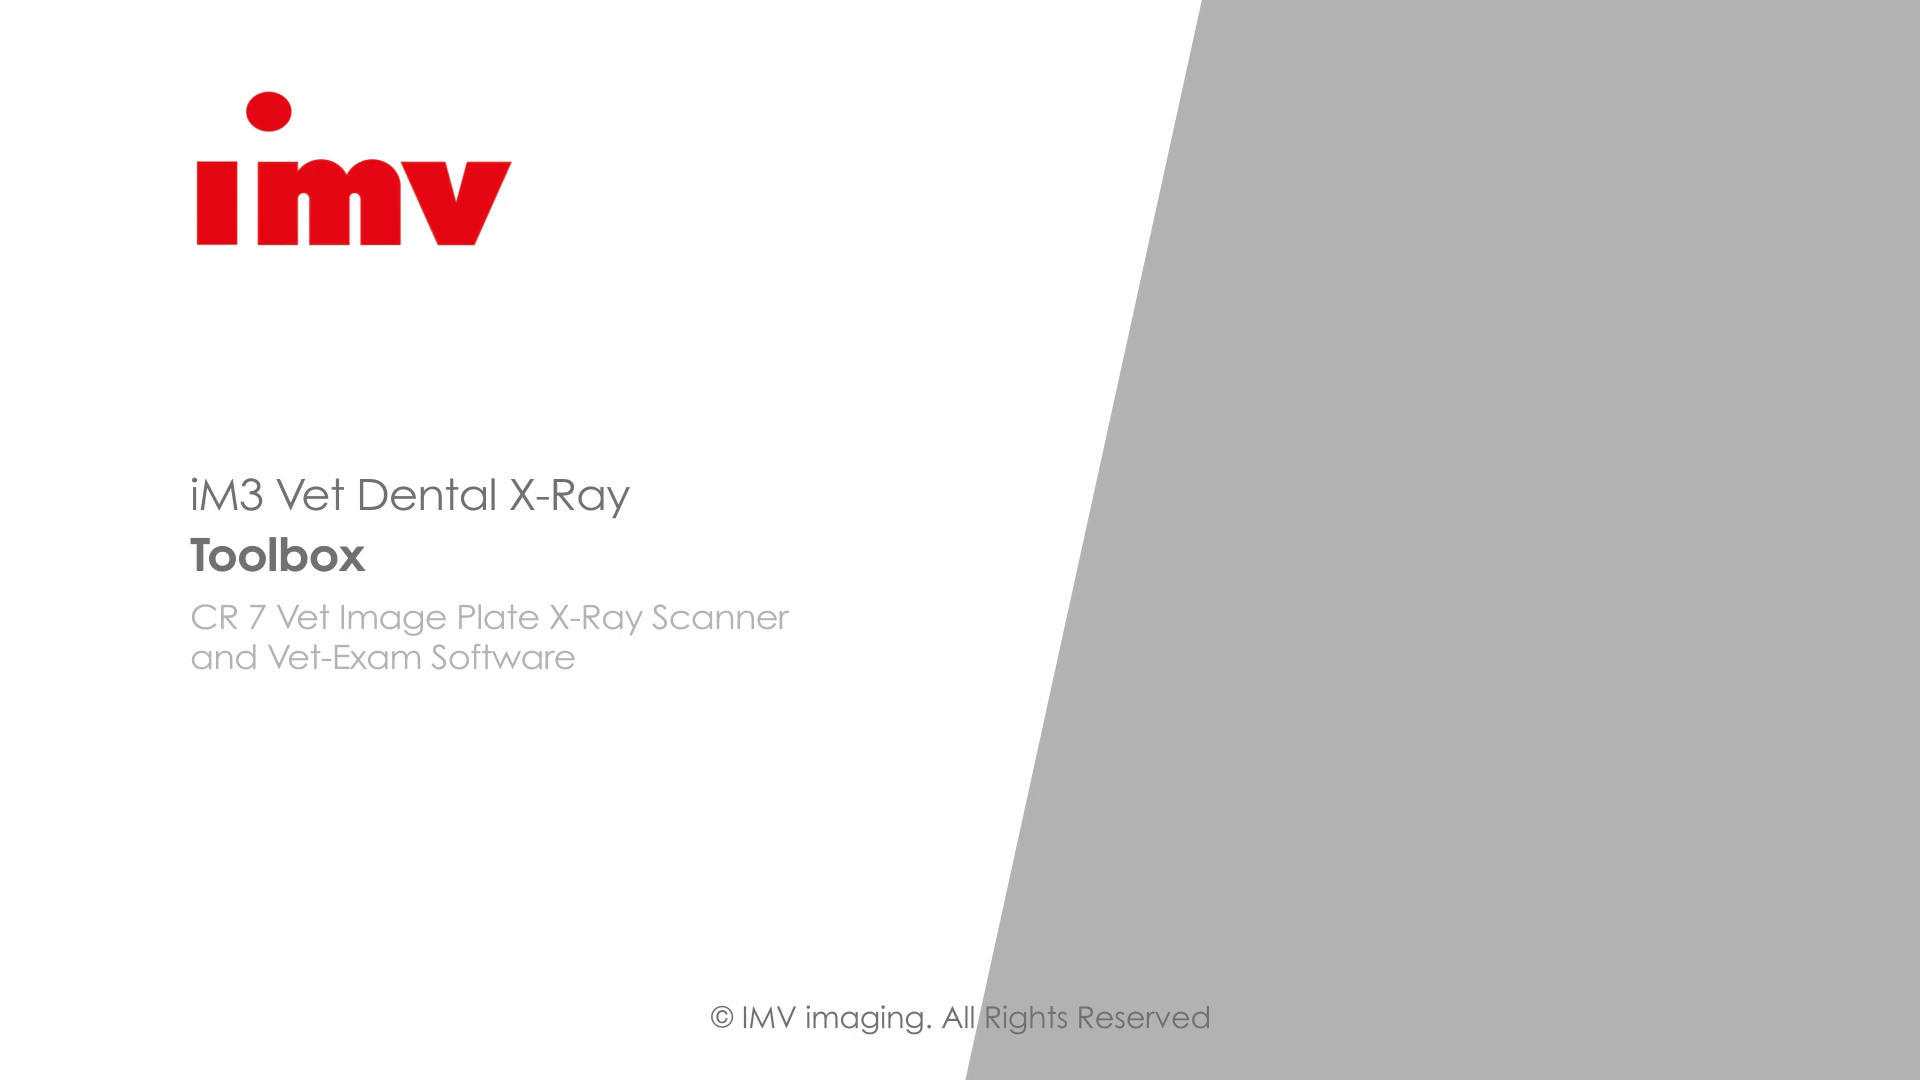 imv
iM3 Vet Dental X-Ray
Toolbox
CR 7 Vet Image Plate X-Ray Scanner
and Vet-Exam Software
© IMV imaging. All Rights Reserved